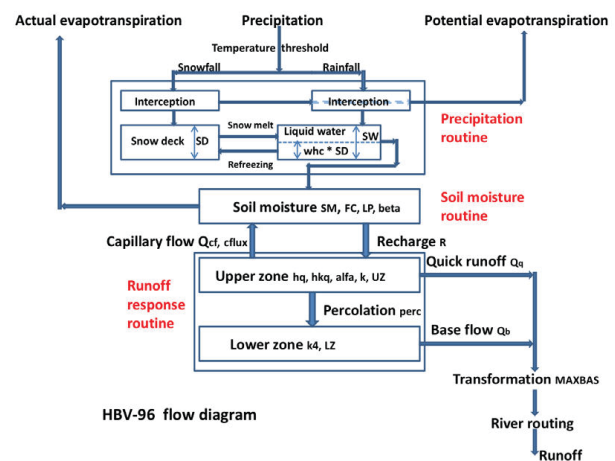 Actual evapotranspiration
Precipitation
Potential evapotranspiration
Temperature threshold
Snowfall
Rainfall
Interception
Interception
Precipitation
routine
Snow deck SD
Snow melt
Liquid water
SW
whc * SD
Refreezing
Soil moisture SM, FC, LP, beta
Soil moisture
routine
Capillary flow Qcf, cflux
Recharge R
Runoff
response
routine
Upper zone hq, hkq, alfa, k, UZ
Quick runoff Qq
Percolation perc
Lower zone k4, LZ
Base flow Qb
Transformation MAXBAS
HBV-96 flow diagram
River routing
Runoff